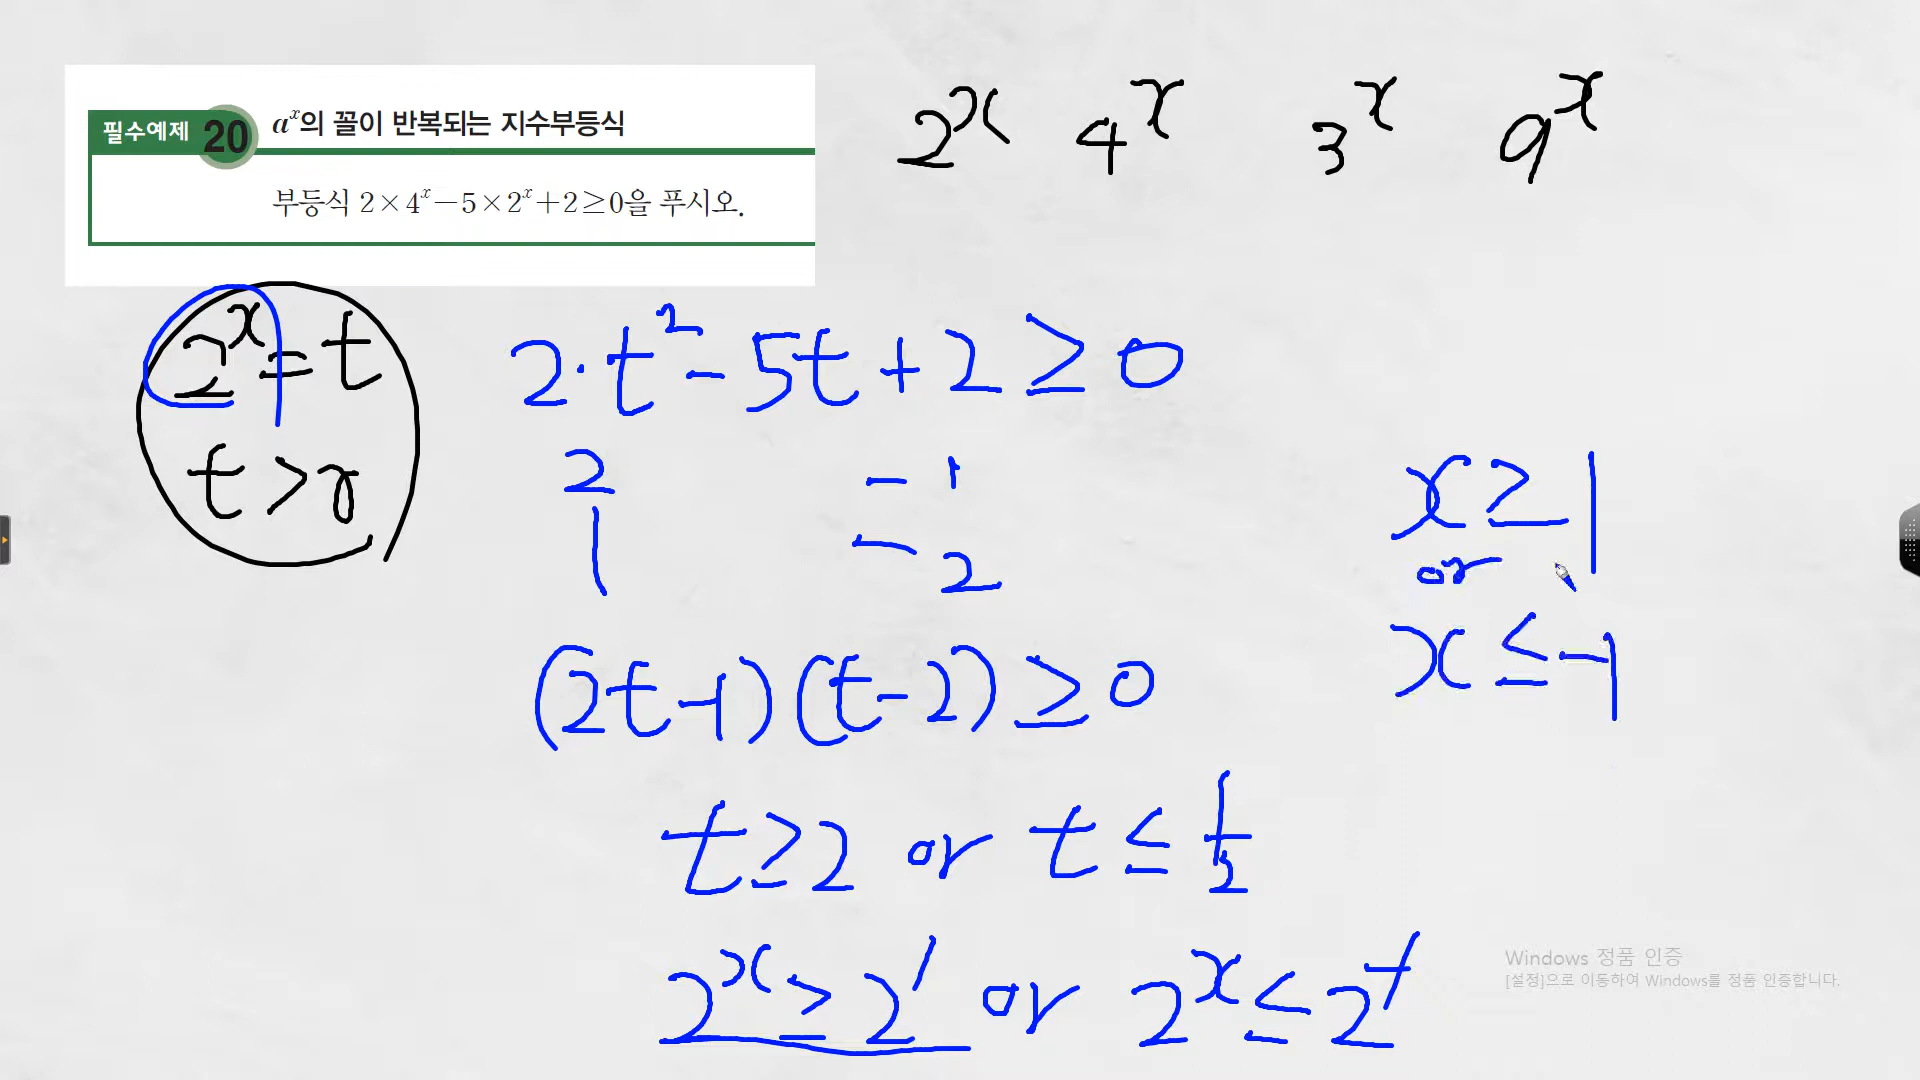 필수예제 20 a^x의 꼴이 반복되는 지수부등식
부등식 2×4^x−5×2^x+2≥0을 푸시오.
2^x 4^x 3^x 9^x
2^x = t
t > 0
2·t^2 - 5t + 2 ≥ 0
2 -1
1 -2
(2t-1)(t-2) ≥ 0
t ≥ 2 or t ≤ 1/2
2^x ≥ 2^1 or 2^x ≤ 2^-1
x ≥ 1
or
x ≤ -1
Windows 정품 인증
[설정]으로 이동하여 Windows를 정품 인증합니다.